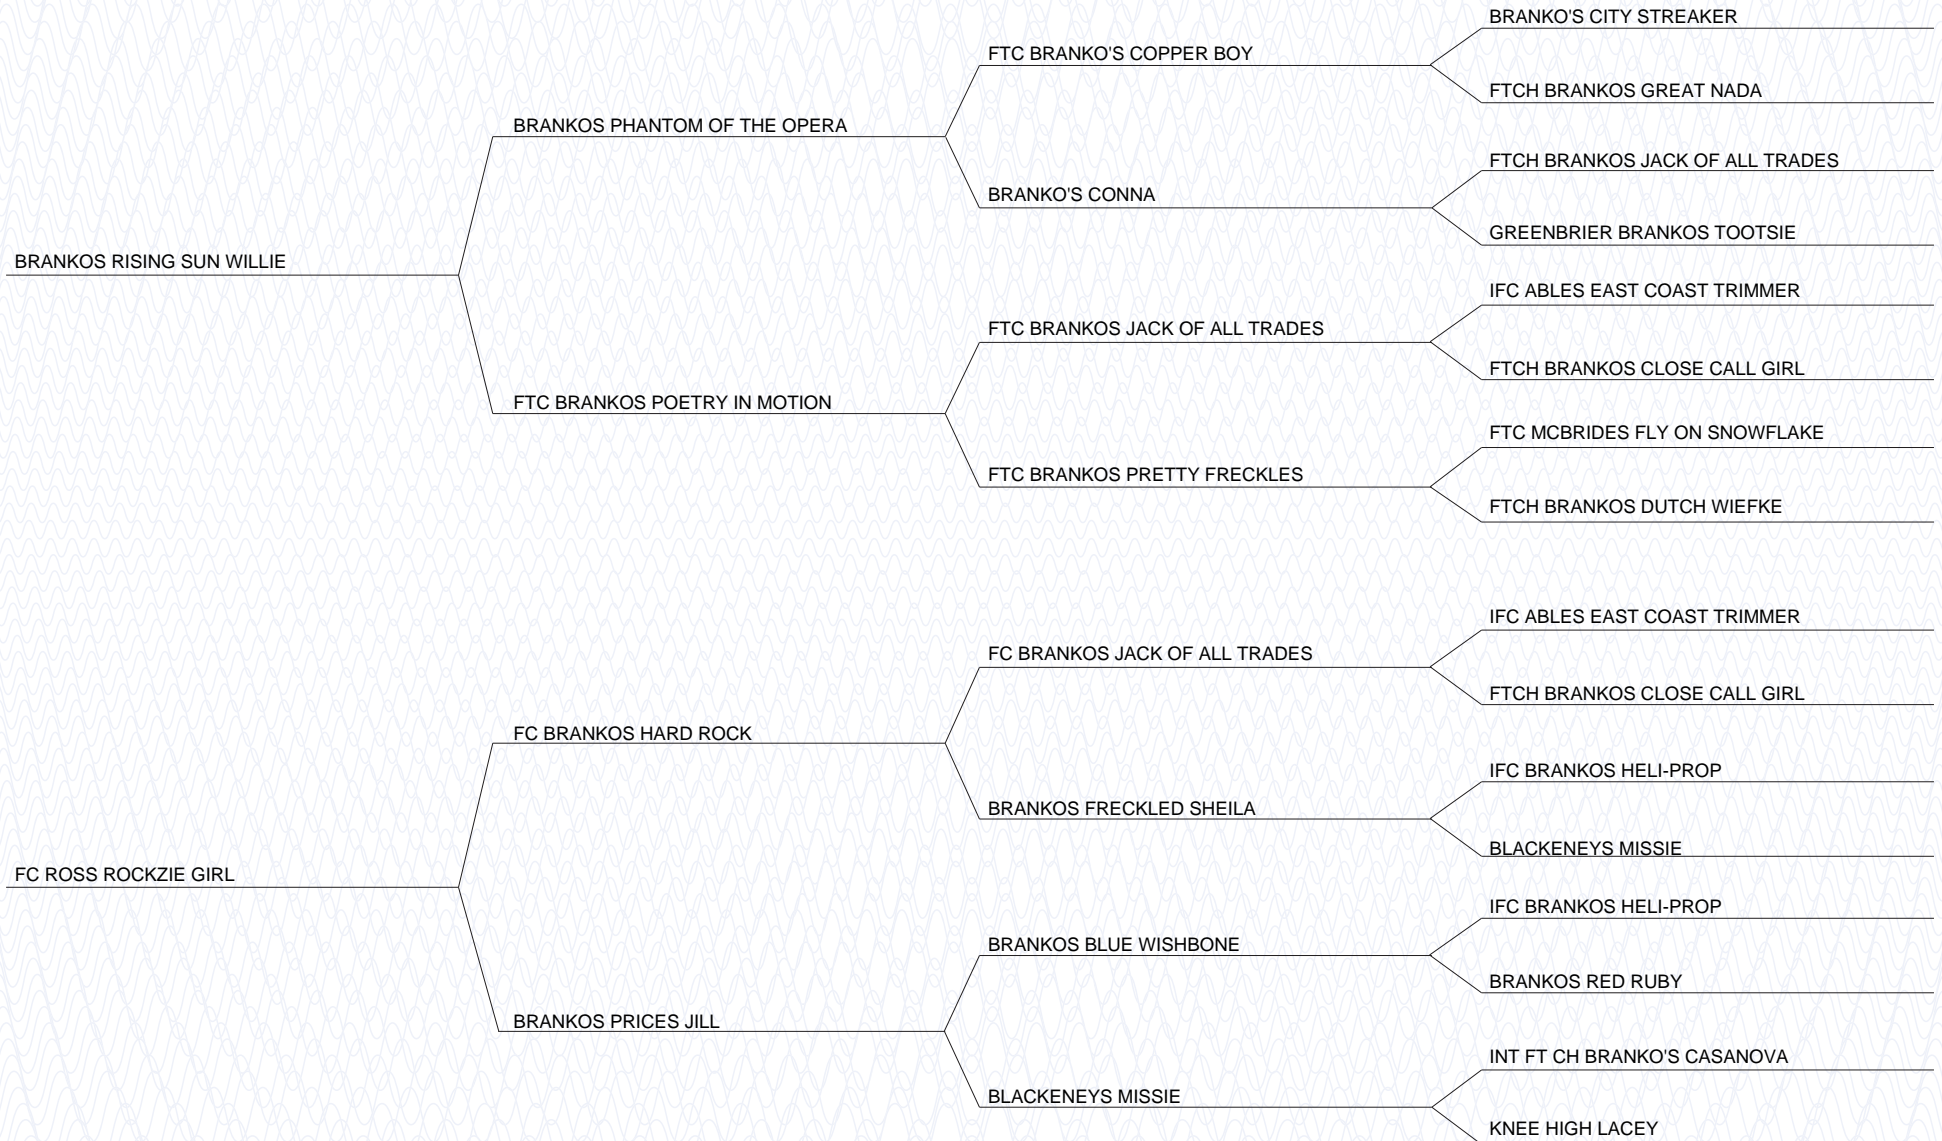 BRANKO'S CITY STREAKER
FTC BRANKO'S COPPER BOY
FTCH BRANKOS GREAT NADA
BRANKOS PHANTOM OF THE OPERA
FTCH BRANKOS JACK OF ALL TRADES
BRANKO'S CONNA
GREENBRIER BRANKOS TOOTSIE
BRANKOS RISING SUN WILLIE
IFC ABLES EAST COAST TRIMMER
FTC BRANKOS JACK OF ALL TRADES
FTCH BRANKOS CLOSE CALL GIRL
FTC BRANKOS POETRY IN MOTION
FTC MCBRIDES FLY ON SNOWFLAKE
FTC BRANKOS PRETTY FRECKLES
FTCH BRANKOS DUTCH WIEFKE
IFC ABLES EAST COAST TRIMMER
FC BRANKOS JACK OF ALL TRADES
FTCH BRANKOS CLOSE CALL GIRL
FC BRANKOS HARD ROCK
IFC BRANKOS HELI-PROP
BRANKOS FRECKLED SHEILA
BLACKENEYS MISSIE
FC ROSS ROCKZIE GIRL
IFC BRANKOS HELI-PROP
BRANKOS BLUE WISHBONE
BRANKOS RED RUBY
BRANKOS PRICES JILL
INT FT CH BRANKO'S CASANOVA
BLACKENEYS MISSIE
KNEE HIGH LACEY